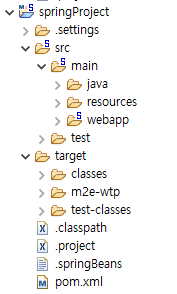 springProject
.settings
src
main
java
resources
webapp
test
target
classes
m2e-wtp
test-classes
.classpath
.project
.springBeans
pom.xml